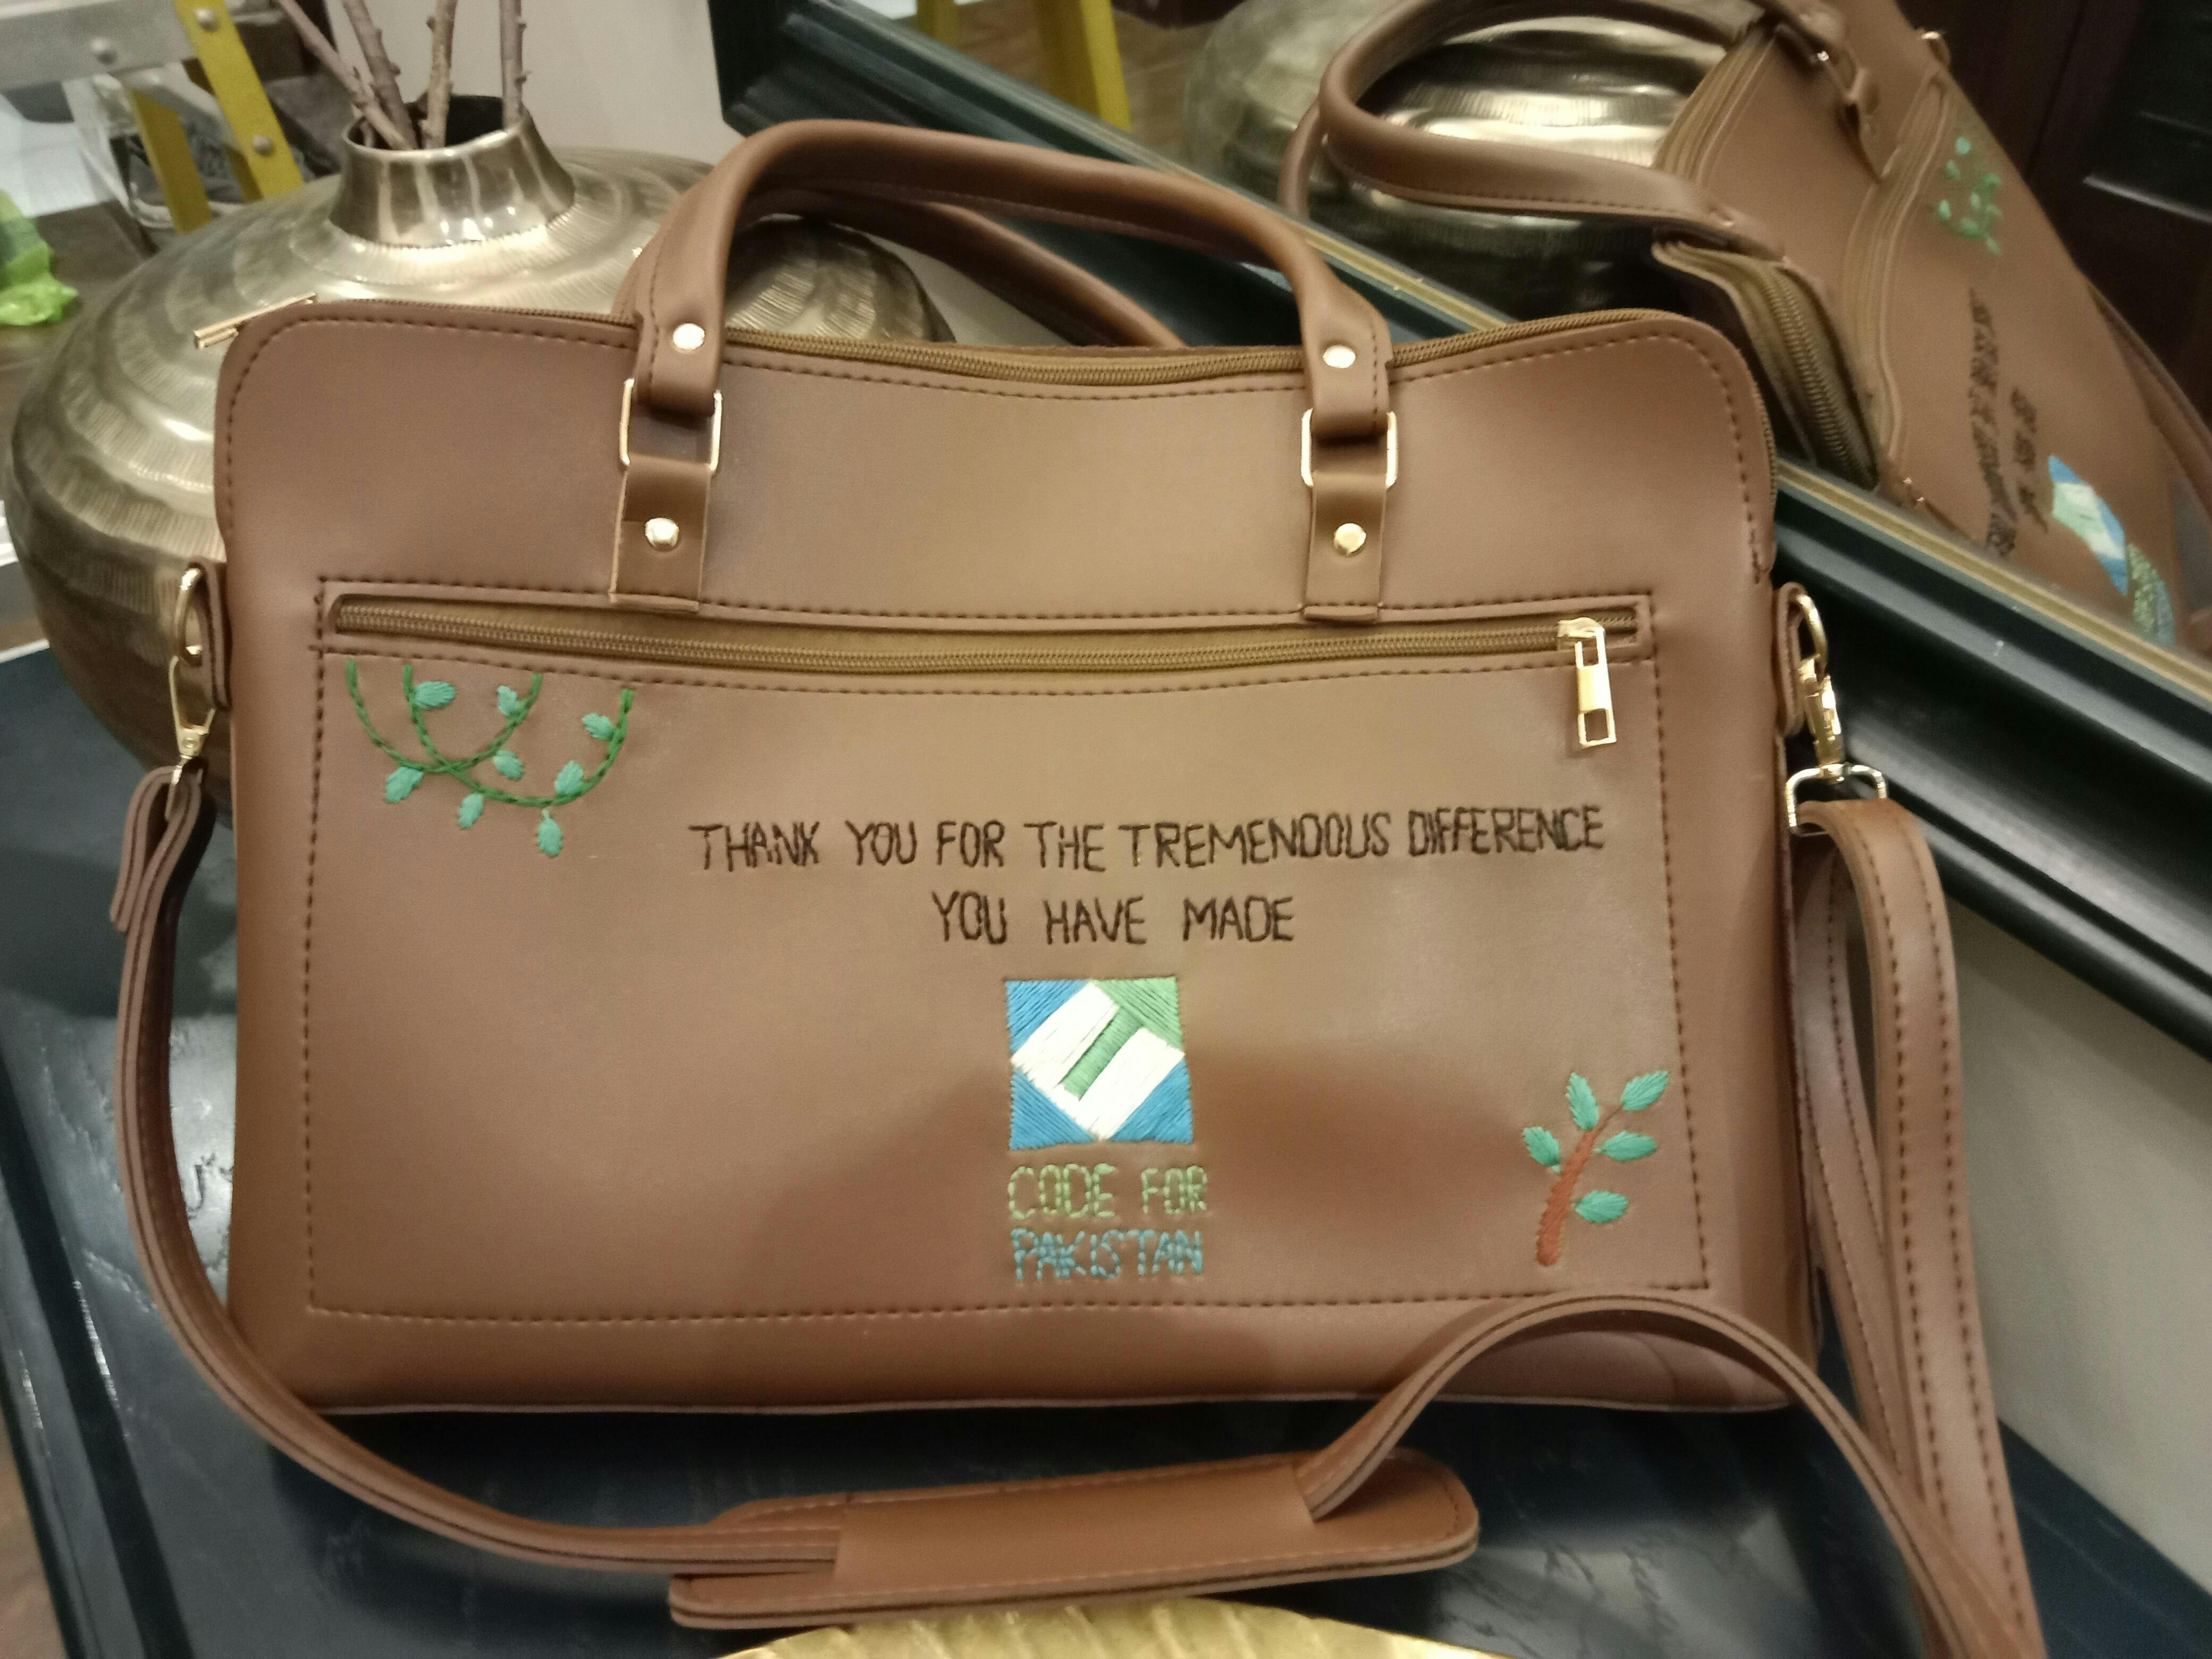 THANK YOU FOR THE TREMENDOUS DIFFERENCE
YOU HAVE MADE
CODE FOR
PAKISTAN